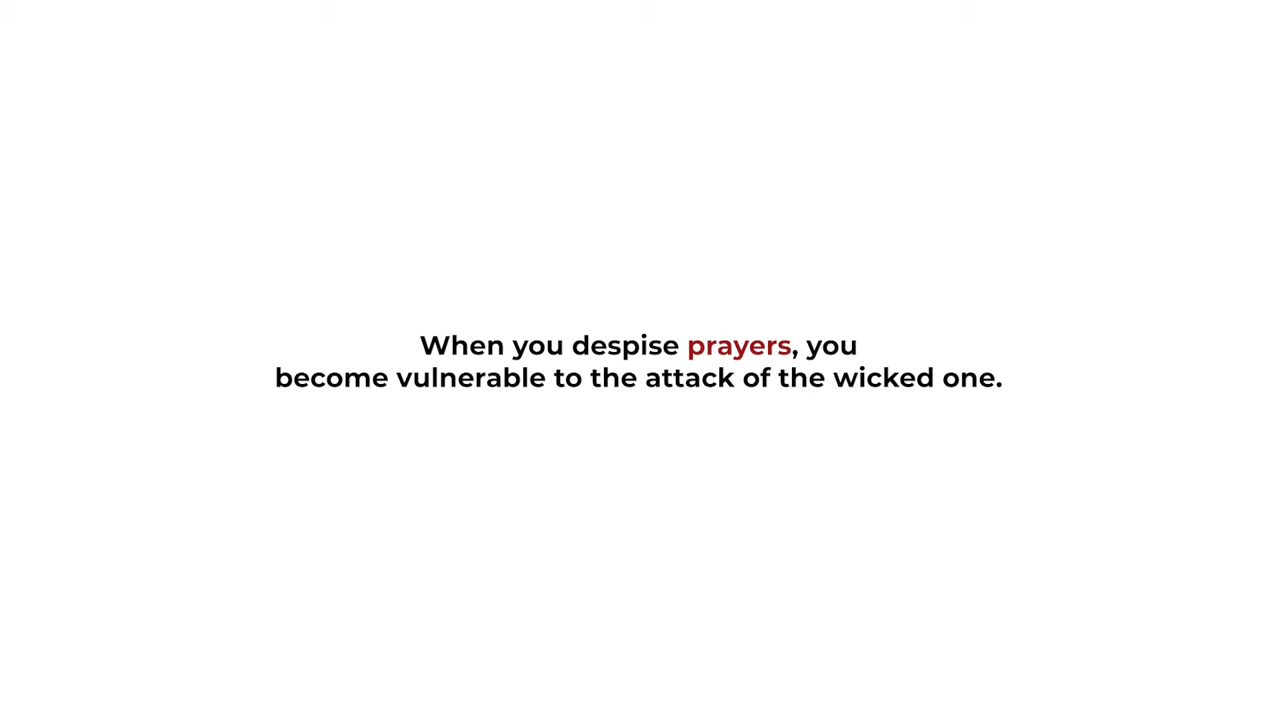 When you despise prayers, you
become vulnerable to the attack of the wicked one.